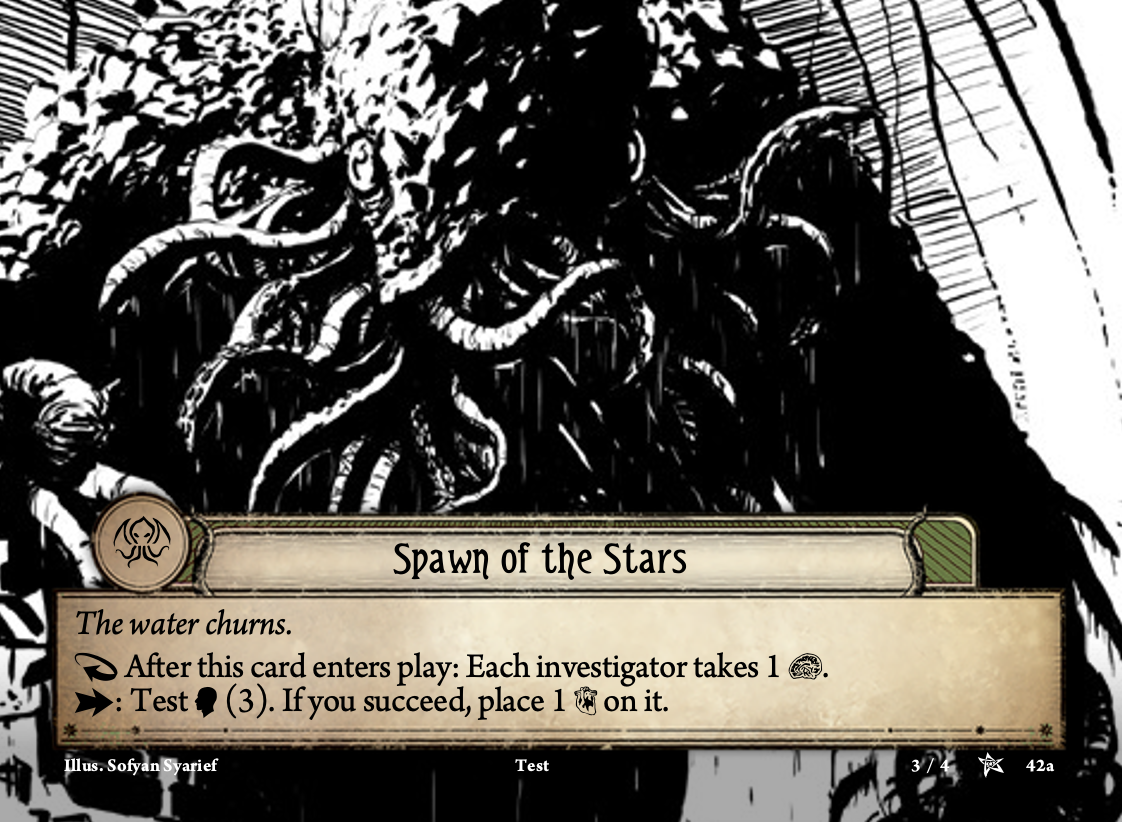 Spawn of the Stars
The water churns.
After this card enters play: Each investigator takes 1 .
: Test (3). If you succeed, place 1 on it.
Illus. Sofyan Syarief
Test
3 / 4
42a